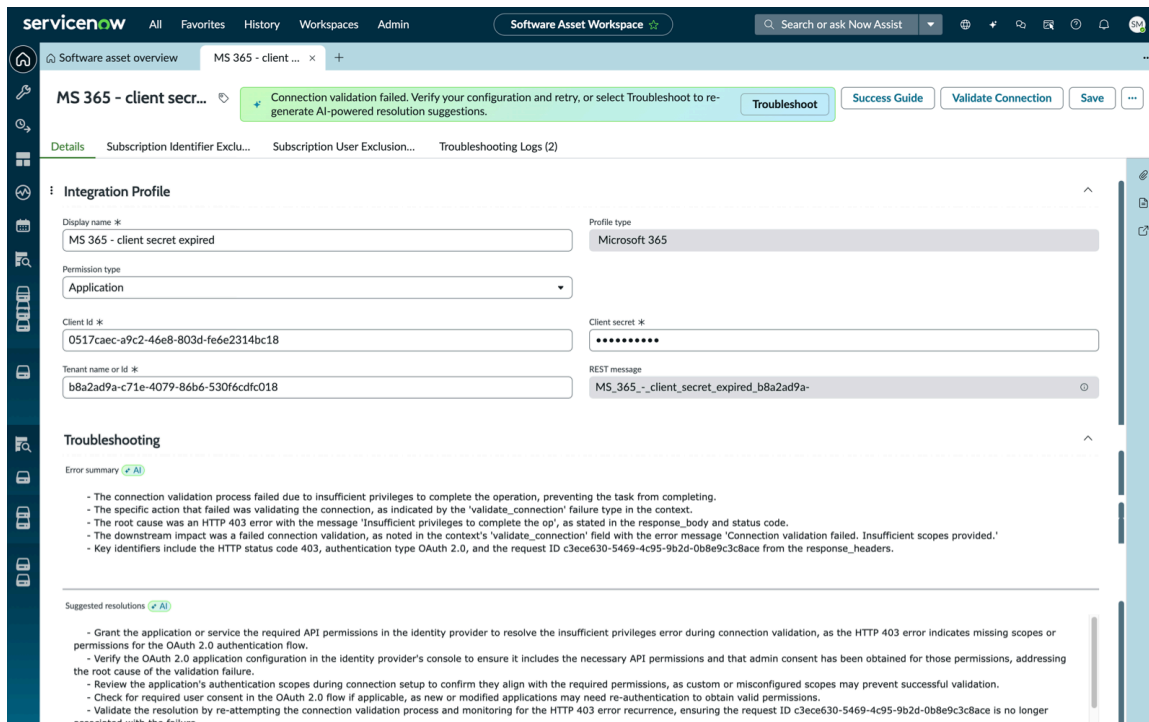 servicenow All Favorites History Workspaces Admin Software Asset Workspace Search or ask Now Assist SM
Software asset overview MS 365 - client ... × +
MS 365 - client secr... Connection validation failed. Verify your configuration and retry, or select Troubleshoot to re-
generate AI-powered resolution suggestions. Troubleshoot Success Guide Validate Connection Save ...
Details Subscription Identifier Exclu... Subscription User Exclusion... Troubleshooting Logs (2)
Integration Profile
Display name * Profile type
MS 365 - client secret expired Microsoft 365
Permission type
Application
Client Id * Client secret *
0517caec-a9c2-46e8-803d-fe6e2314bc18 ••••••••••
Tenant name or Id * REST message
b8a2ad9a-c71e-4079-86b6-530f6cdfc018 MS_365_-_client_secret_expired_b8a2ad9a-
Troubleshooting
Error summary AI
- The connection validation process failed due to insufficient privileges to complete the operation, preventing the task from completing.
- The specific action that failed was validating the connection, as indicated by the 'validate_connection' failure type in the context.
- The root cause was an HTTP 403 error with the message 'Insufficient privileges to complete the op', as stated in the response_body and status code.
- The downstream impact was a failed connection validation, as noted in the context's 'validate_connection' field with the error message 'Connection validation failed. Insufficient scopes provided.'
- Key identifiers include the HTTP status code 403, authentication type OAuth 2.0, and the request ID c3ece630-5469-4c95-9b2d-0b8e9c3c8ace from the response_headers.
Suggested resolutions AI
- Grant the application or service the required API permissions in the identity provider to resolve the insufficient privileges error during connection validation, as the HTTP 403 error indicates missing scopes or
permissions for the OAuth 2.0 authentication flow.
- Verify the OAuth 2.0 application configuration in the identity provider's console to ensure it includes the necessary API permissions and that admin consent has been obtained for those permissions, addressing
the root cause of the validation failure.
- Review the application's authentication scopes during connection setup to confirm they align with the required permissions, as custom or misconfigured scopes may prevent successful validation.
- Check for required user consent in the OAuth 2.0 flow if applicable, as new or modified applications may need re-authentication to obtain valid permissions.
- Validate the resolution by re-attempting the connection validation process and monitoring for the HTTP 403 error recurrence, ensuring the request ID c3ece630-5469-4c95-9b2d-0b8e9c3c8ace is no longer
associated with the failure.